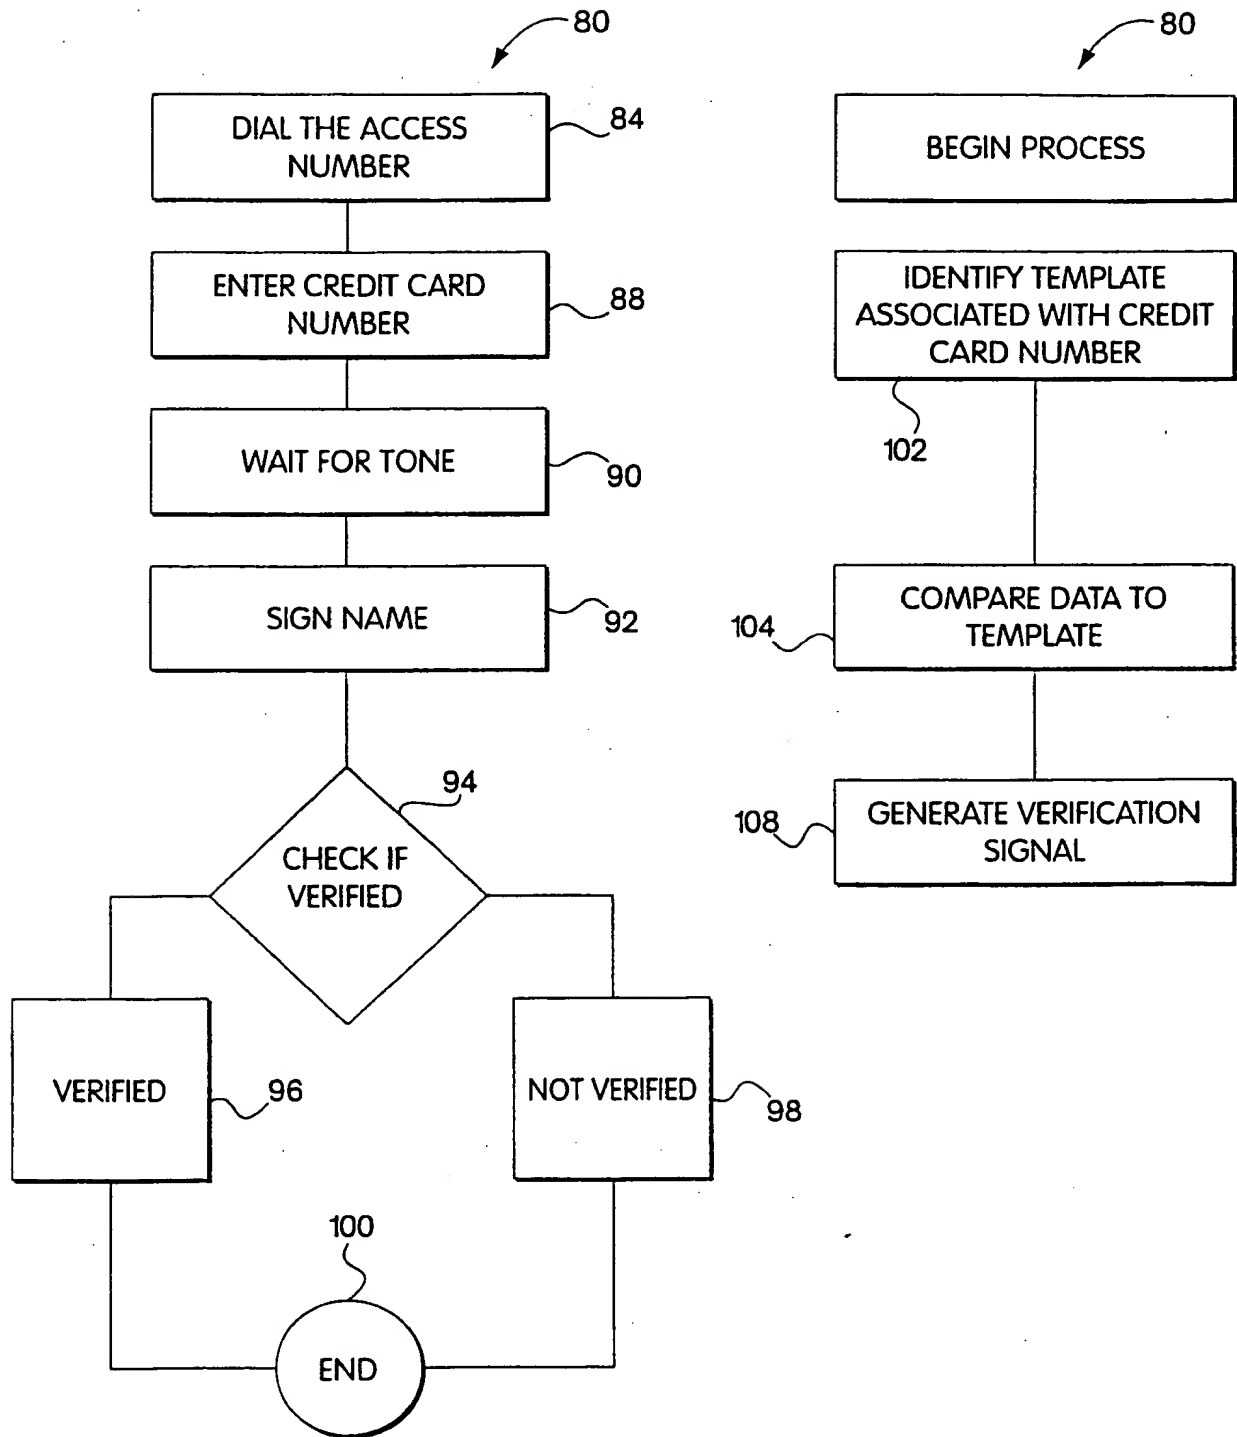 80
DIAL THE ACCESS
NUMBER
84
ENTER CREDIT CARD
NUMBER
88
WAIT FOR TONE
90
SIGN NAME
92
94
CHECK IF
VERIFIED
VERIFIED
96
NOT VERIFIED
98
100
END
80
BEGIN PROCESS
IDENTIFY TEMPLATE
ASSOCIATED WITH CREDIT
CARD NUMBER
102
COMPARE DATA TO
TEMPLATE
104
GENERATE VERIFICATION
SIGNAL
108